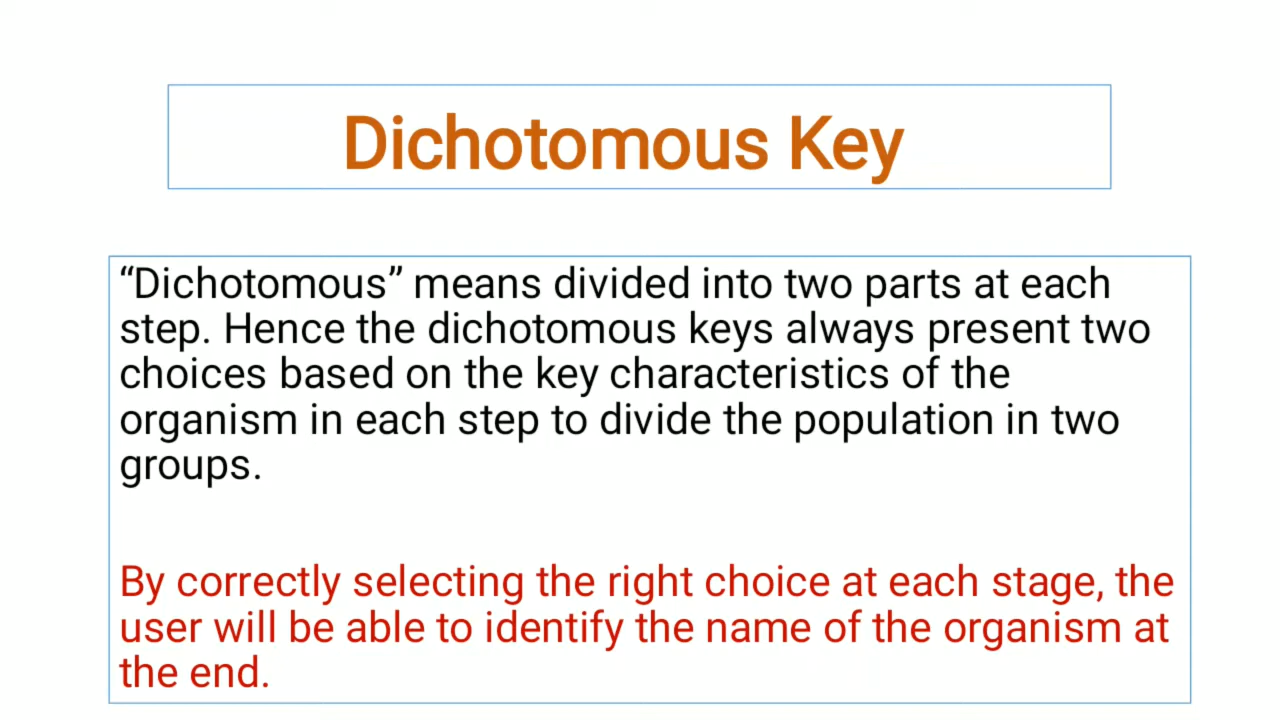 Dichotomous Key
“Dichotomous” means divided into two parts at each
step. Hence the dichotomous keys always present two
choices based on the key characteristics of the
organism in each step to divide the population in two
groups.
By correctly selecting the right choice at each stage, the
user will be able to identify the name of the organism at
the end.